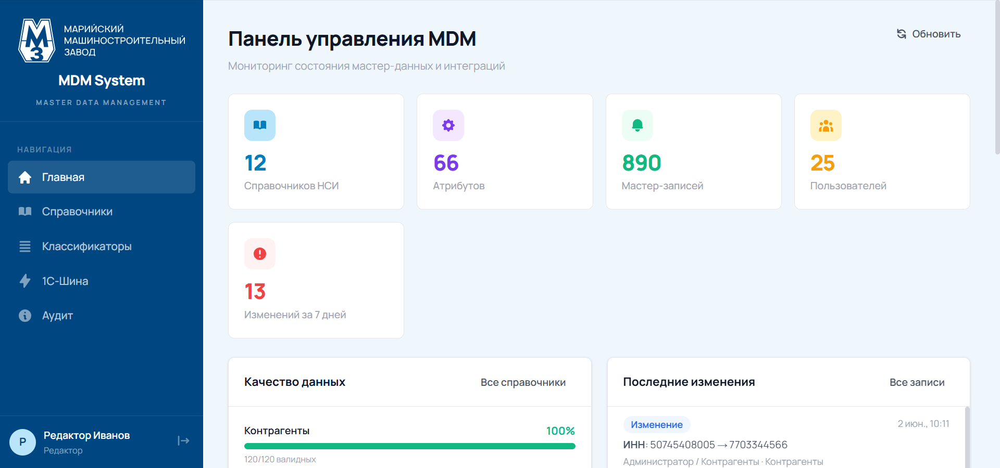 МАРИЙСКИЙ
МАШИНОСТРОИТЕЛЬНЫЙ
ЗАВОД
MDM System
MASTER DATA MANAGEMENT
НАВИГАЦИЯ
Главная
Справочники
Классификаторы
1С-Шина
Аудит
Р
Редактор Иванов
Редактор
Панель управления MDM
Обновить
Мониторинг состояния мастер-данных и интеграций
12
Справочников НСИ
66
Атрибутов
890
Мастер-записей
25
Пользователей
13
Изменений за 7 дней
Качество данных
Все справочники
Контрагенты
100%
120/120 валидных
Последние изменения
Все записи
Изменение
2 июн., 10:11
ИНН: 50745408005 → 7703344566
Администратор / Контрагенты · Контрагенты